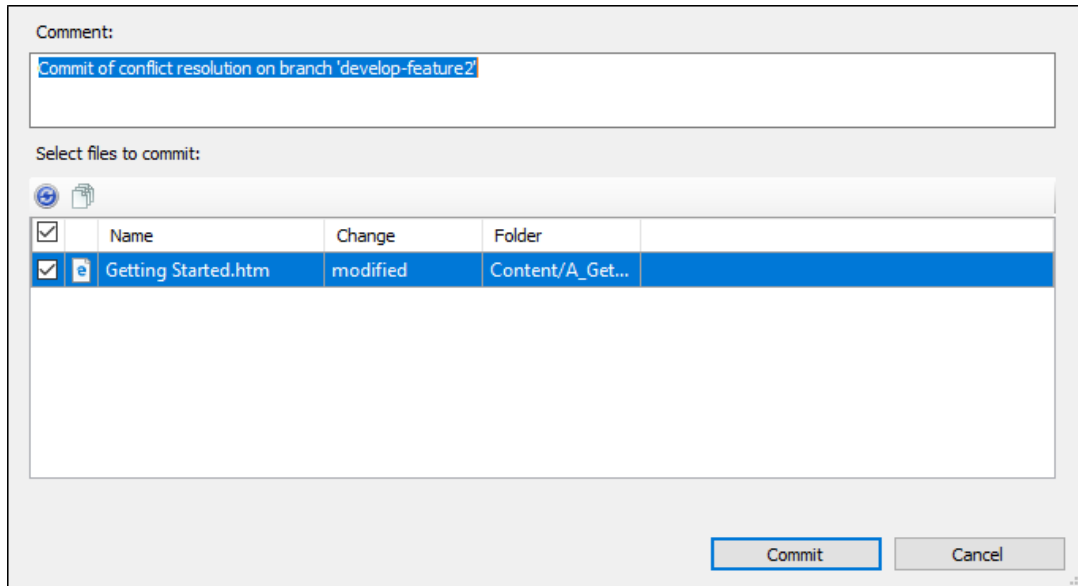 Comment:
Commit of conflict resolution on branch 'develop-feature2'
Select files to commit:
Name Change Folder
Getting Started.htm modified Content/A_Get...
Commit Cancel